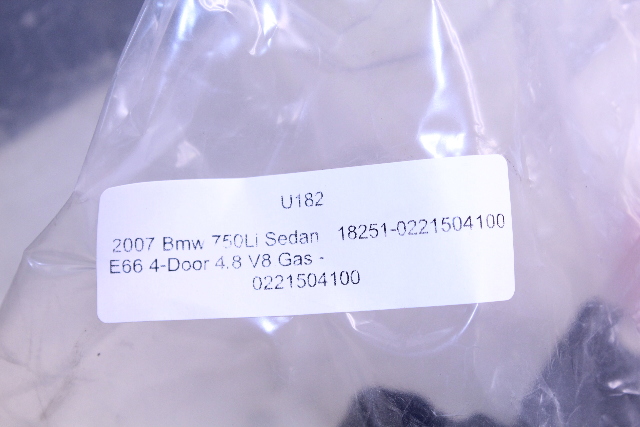 U182
2007 Bmw 750Li Sedan 18251-0221504100
E66 4-Door 4.8 V8 Gas -
0221504100